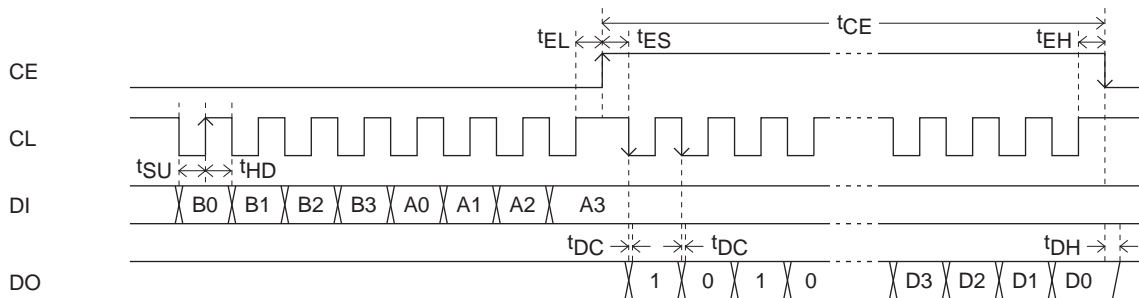 tCE
tEL tES tEH
CE
CL
tSU tHD
DI B0 B1 B2 B3 A0 A1 A2 A3
tDC tDC tDH
DO 1 0 1 0 D3 D2 D1 D0